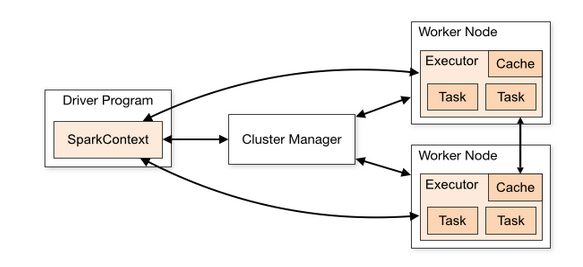 Driver Program
SparkContext
Cluster Manager
Worker Node
Executor
Cache
Task
Task
Worker Node
Executor
Cache
Task
Task